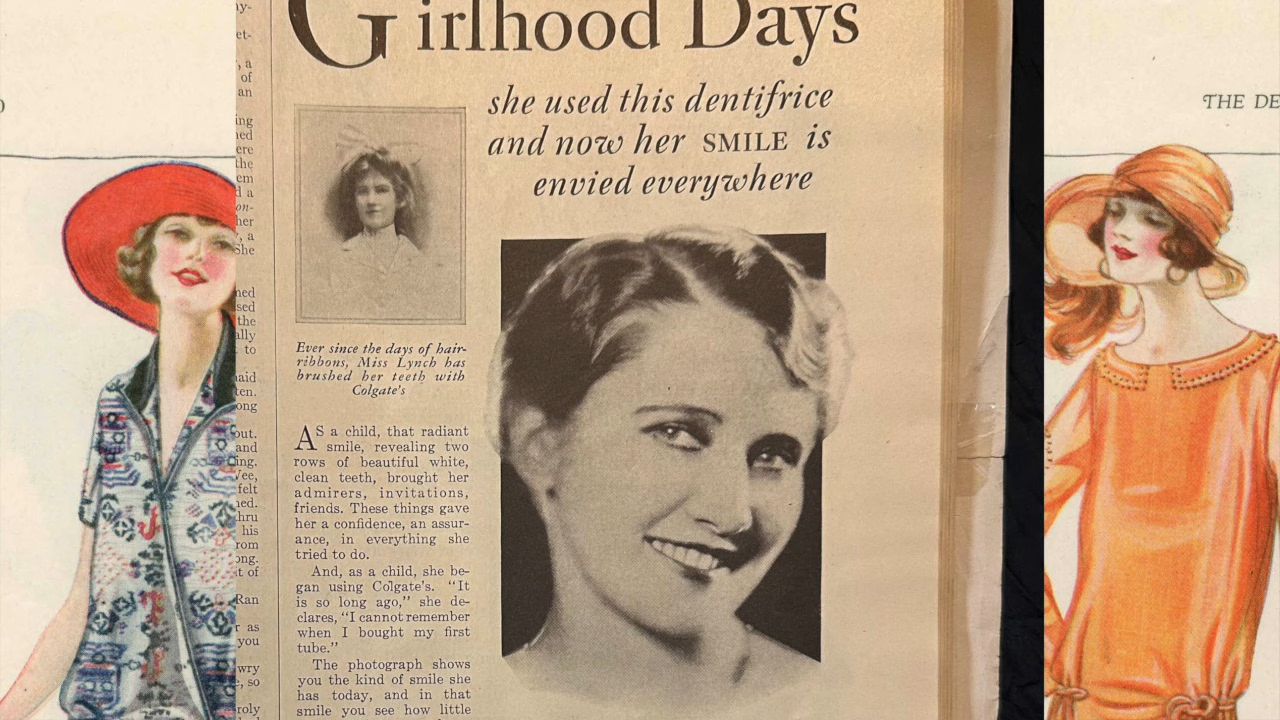 Girlhood Days
she used this dentifrice
and now her SMILE is
envied everywhere
THE DE
Ever since the days of hair-
ribbons, Miss Lynch has
brushed her teeth with
Colgate's
AS a child, that radiant
smile, revealing two
rows of beautiful white,
clean teeth, brought her
admirers, invitations,
friends. These things gave
her a confidence, an assur-
ance, in everything she
tried to do.
And, as a child, she be-
gan using Colgate's. "It
is so long ago," she de-
clares, "I cannot remember
when I bought my first
tube."
The photograph shows
you the kind of smile she
has today, and in that
smile you see how little